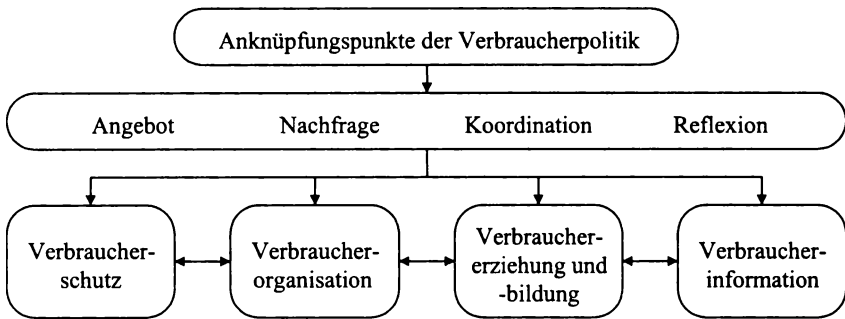 Anknüpfungspunkte der Verbraucherpolitik
Angebot Nachfrage Koordination Reflexion
Verbraucher-
schutz
Verbraucher-
organisation
Verbraucher-
erziehung und
-bildung
Verbraucher-
information